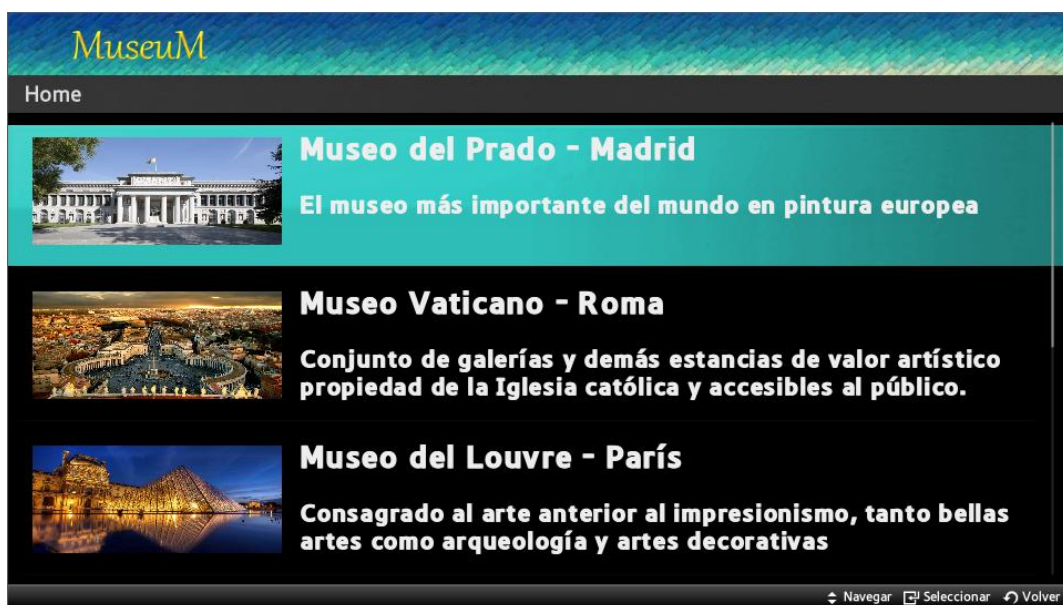 MuseuM
Home
Museo del Prado - Madrid
El museo más importante del mundo en pintura europea
Museo Vaticano - Roma
Conjunto de galerías y demás estancias de valor artístico
propiedad de la Iglesia católica y accesibles al público.
Museo del Louvre - París
Consagrado al arte anterior al impresionismo, tanto bellas
artes como arqueología y artes decorativas
Navegar Seleccionar Volver